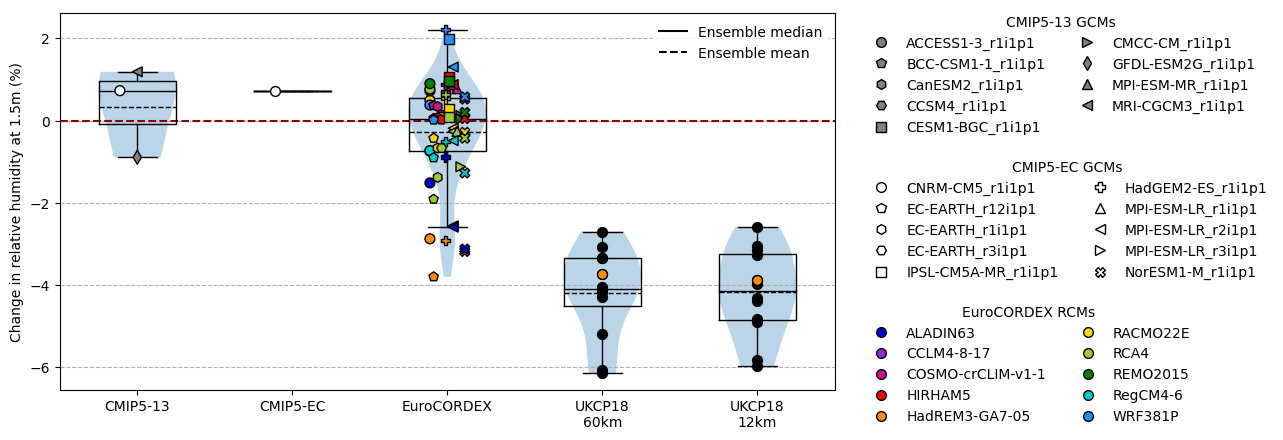 Change in relative humidity at 1.5m (%)
2
0
−2
−4
−6
Ensemble median
Ensemble mean
CMIP5-13
CMIP5-EC
EuroCORDEX
UKCP18
60km
UKCP18
12km
CMIP5-13 GCMs
ACCESS1-3_r1i1p1
BCC-CSM1-1_r1i1p1
CanESM2_r1i1p1
CCSM4_r1i1p1
CESM1-BGC_r1i1p1
CMCC-CM_r1i1p1
GFDL-ESM2G_r1i1p1
MPI-ESM-MR_r1i1p1
MRI-CGCM3_r1i1p1
CMIP5-EC GCMs
CNRM-CM5_r1i1p1
EC-EARTH_r12i1p1
EC-EARTH_r1i1p1
EC-EARTH_r3i1p1
IPSL-CM5A-MR_r1i1p1
HadGEM2-ES_r1i1p1
MPI-ESM-LR_r1i1p1
MPI-ESM-LR_r2i1p1
MPI-ESM-LR_r3i1p1
NorESM1-M_r1i1p1
EuroCORDEX RCMs
ALADIN63
CCLM4-8-17
COSMO-crCLIM-v1-1
HIRHAM5
HadREM3-GA7-05
RACMO22E
RCA4
REMO2015
RegCM4-6
WRF381P